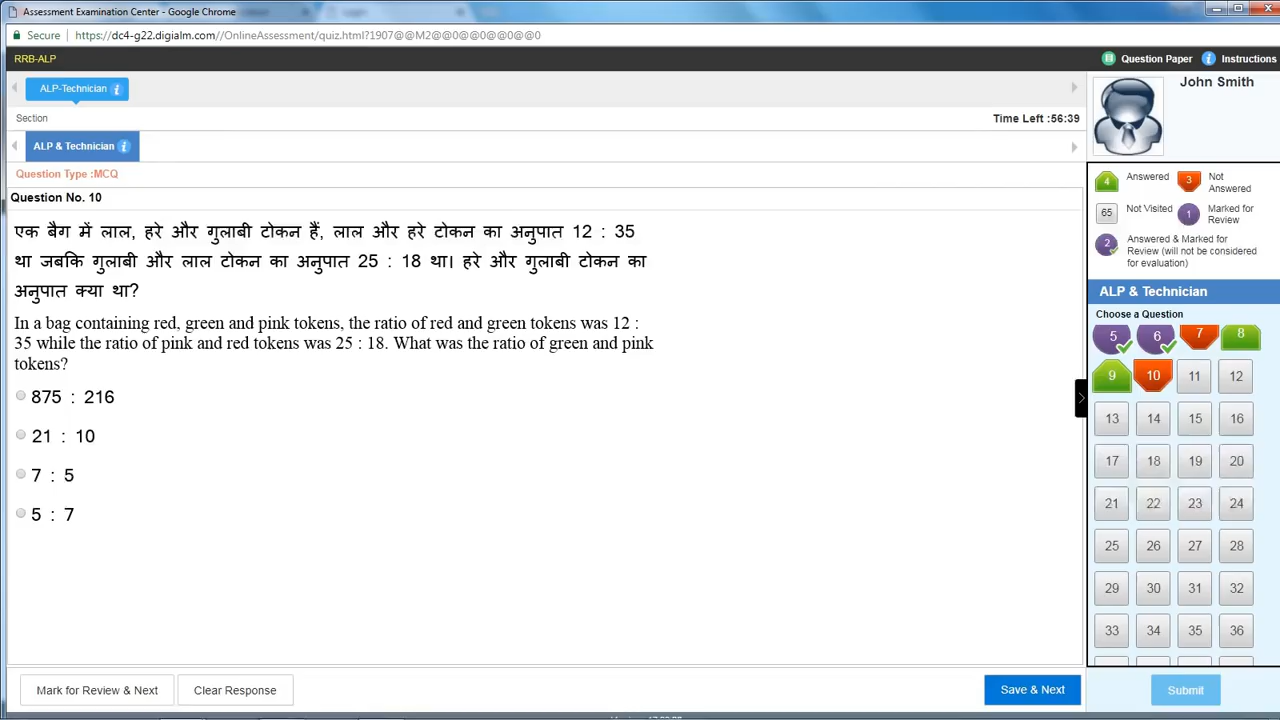 Assessment Examination Center - Google Chrome
Secure https://dc4-g22.digialm.com//OnlineAssessment/quiz.html?1907@@M2@@0@@0@@0@@0
RRB-ALP
Question Paper
Instructions
ALP-Technician
John Smith
Section
Time Left :56:39
ALP & Technician
Question Type :MCQ
Question No. 10
एक बैग में लाल, हरे और गुलाबी टोकन हैं, लाल और हरे टोकन का अनुपात 12 : 35
था जबकि गुलाबी और लाल टोकन का अनुपात 25 : 18 था। हरे और गुलाबी टोकन का
अनुपात क्या था?
In a bag containing red, green and pink tokens, the ratio of red and green tokens was 12 :
35 while the ratio of pink and red tokens was 25 : 18. What was the ratio of green and pink
tokens?
875 : 216
21 : 10
7 : 5
5 : 7
Mark for Review & Next
Clear Response
Save & Next
4 Answered
3 Not
Answered
65 Not Visited
1 Marked for
Review
2 Answered & Marked for
Review (will not be considered
for evaluation)
ALP & Technician
Choose a Question
5 6 7 8
9 10 11 12
13 14 15 16
17 18 19 20
21 22 23 24
25 26 27 28
29 30 31 32
33 34 35 36
Submit